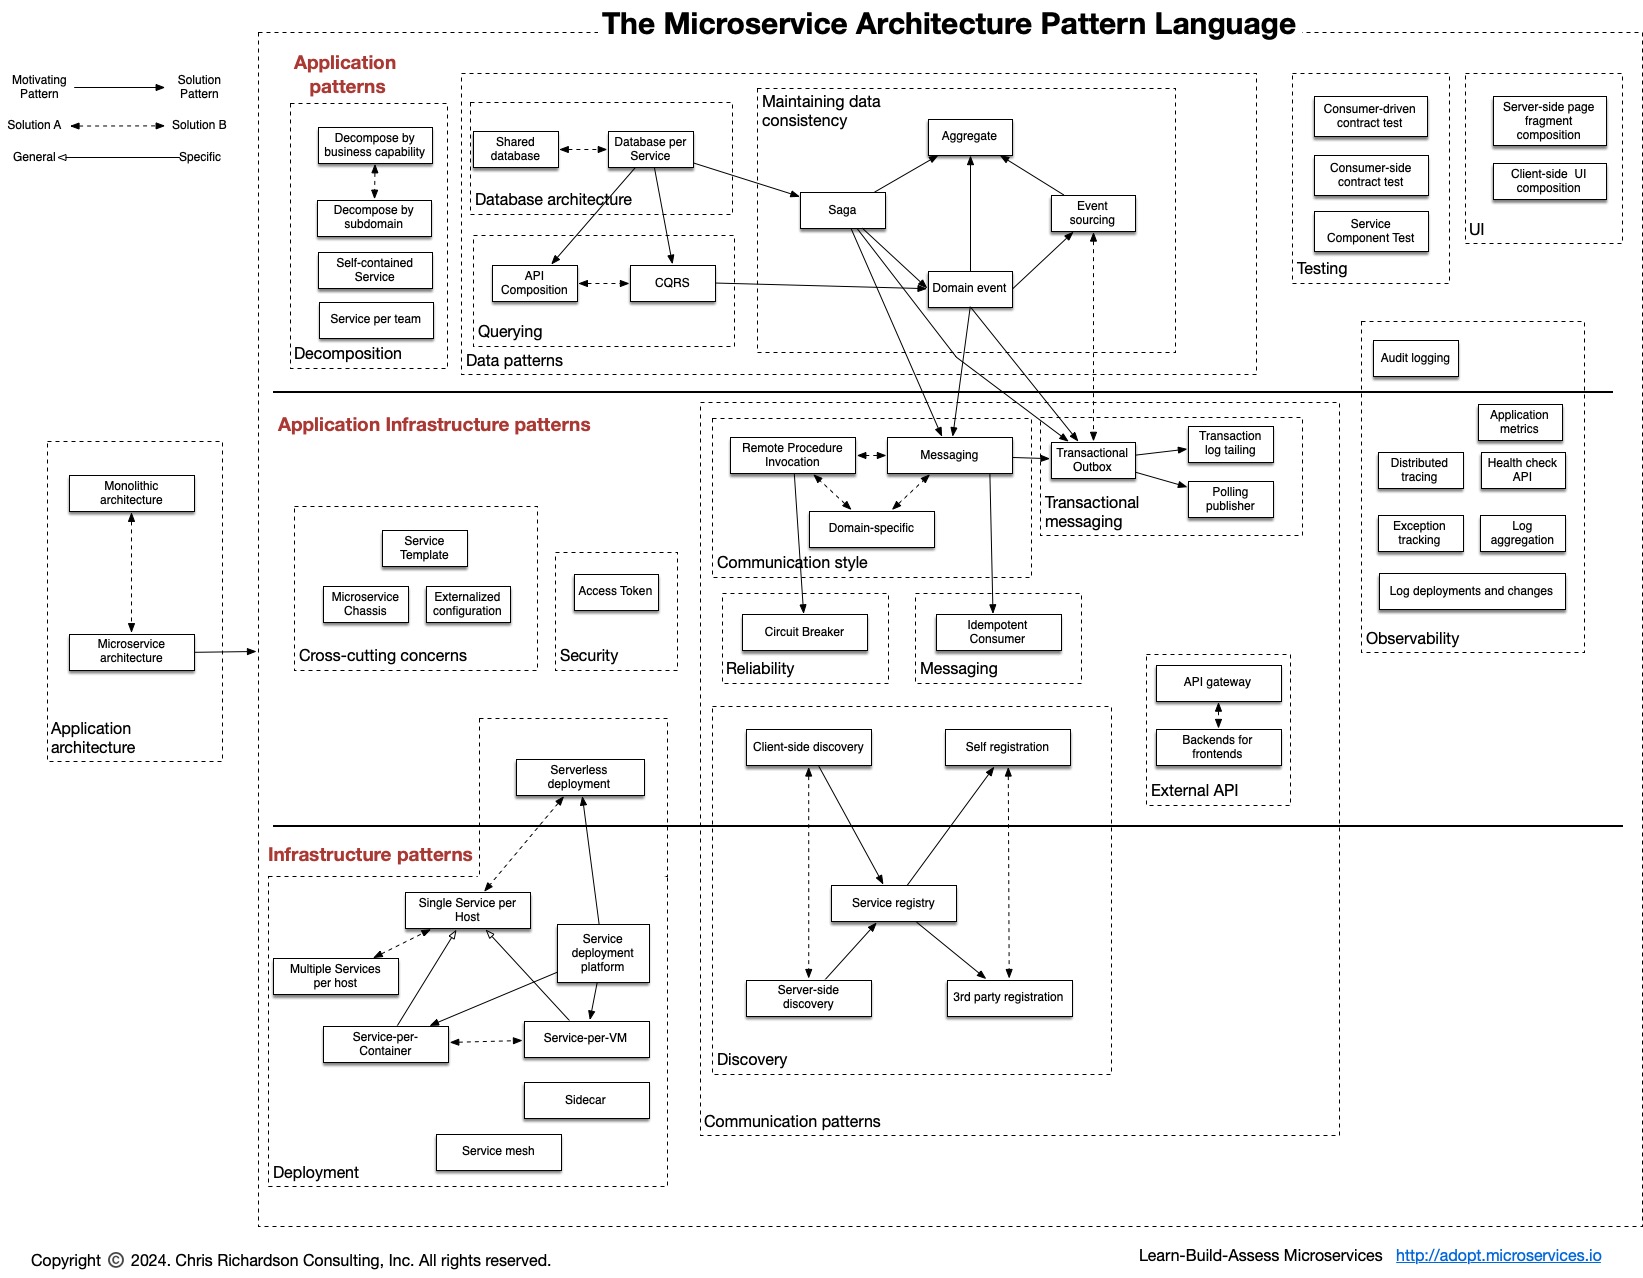 The Microservice Architecture Pattern Language
Motivating
Pattern
Solution
Pattern
Solution A
Solution B
General
Specific
Application
patterns
Decompose by
business capability
Decompose by
subdomain
Self-contained
Service
Service per team
Decomposition
Shared
database
Database per
Service
Database architecture
API
Composition
CQRS
Querying
Data patterns
Maintaining data
consistency
Aggregate
Saga
Event
sourcing
Domain event
Consumer-driven
contract test
Consumer-side
contract test
Service
Component Test
Testing
Server-side page
fragment
composition
Client-side UI
composition
UI
Audit logging
Application
metrics
Distributed
tracing
Health check
API
Exception
tracking
Log
aggregation
Log deployments and changes
Observability
Application Infrastructure patterns
Monolithic
architecture
Microservice
architecture
Application
architecture
Service
Template
Microservice
Chassis
Externalized
configuration
Cross-cutting concerns
Access Token
Security
Remote Procedure
Invocation
Messaging
Domain-specific
Communication style
Transactional
Outbox
Transaction
log tailing
Polling
publisher
Transactional
messaging
Circuit Breaker
Reliability
Idempotent
Consumer
Messaging
API gateway
Backends for
frontends
External API
Client-side discovery
Self registration
Service registry
Server-side
discovery
3rd party registration
Discovery
Communication patterns
Serverless
deployment
Infrastructure patterns
Single Service per
Host
Multiple Services
per host
Service
deployment
platform
Service-per-
Container
Service-per-VM
Sidecar
Service mesh
Deployment
Copyright © 2024. Chris Richardson Consulting, Inc. All rights reserved.
Learn-Build-Assess Microservices http://adopt.microservices.io